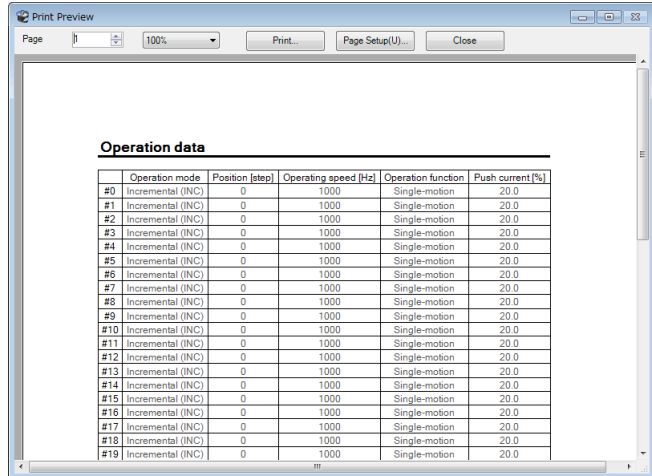 Print Preview
Page 1 100% Print... Page Setup(U)... Close
Operation data
Operation mode Position [step] Operating speed [Hz] Operation function Push current [%]
#0 Incremental (INC) 0 1000 Single-motion 20.0
#1 Incremental (INC) 0 1000 Single-motion 20.0
#2 Incremental (INC) 0 1000 Single-motion 20.0
#3 Incremental (INC) 0 1000 Single-motion 20.0
#4 Incremental (INC) 0 1000 Single-motion 20.0
#5 Incremental (INC) 0 1000 Single-motion 20.0
#6 Incremental (INC) 0 1000 Single-motion 20.0
#7 Incremental (INC) 0 1000 Single-motion 20.0
#8 Incremental (INC) 0 1000 Single-motion 20.0
#9 Incremental (INC) 0 1000 Single-motion 20.0
#10 Incremental (INC) 0 1000 Single-motion 20.0
#11 Incremental (INC) 0 1000 Single-motion 20.0
#12 Incremental (INC) 0 1000 Single-motion 20.0
#13 Incremental (INC) 0 1000 Single-motion 20.0
#14 Incremental (INC) 0 1000 Single-motion 20.0
#15 Incremental (INC) 0 1000 Single-motion 20.0
#16 Incremental (INC) 0 1000 Single-motion 20.0
#17 Incremental (INC) 0 1000 Single-motion 20.0
#18 Incremental (INC) 0 1000 Single-motion 20.0
#19 Incremental (INC) 0 1000 Single-motion 20.0